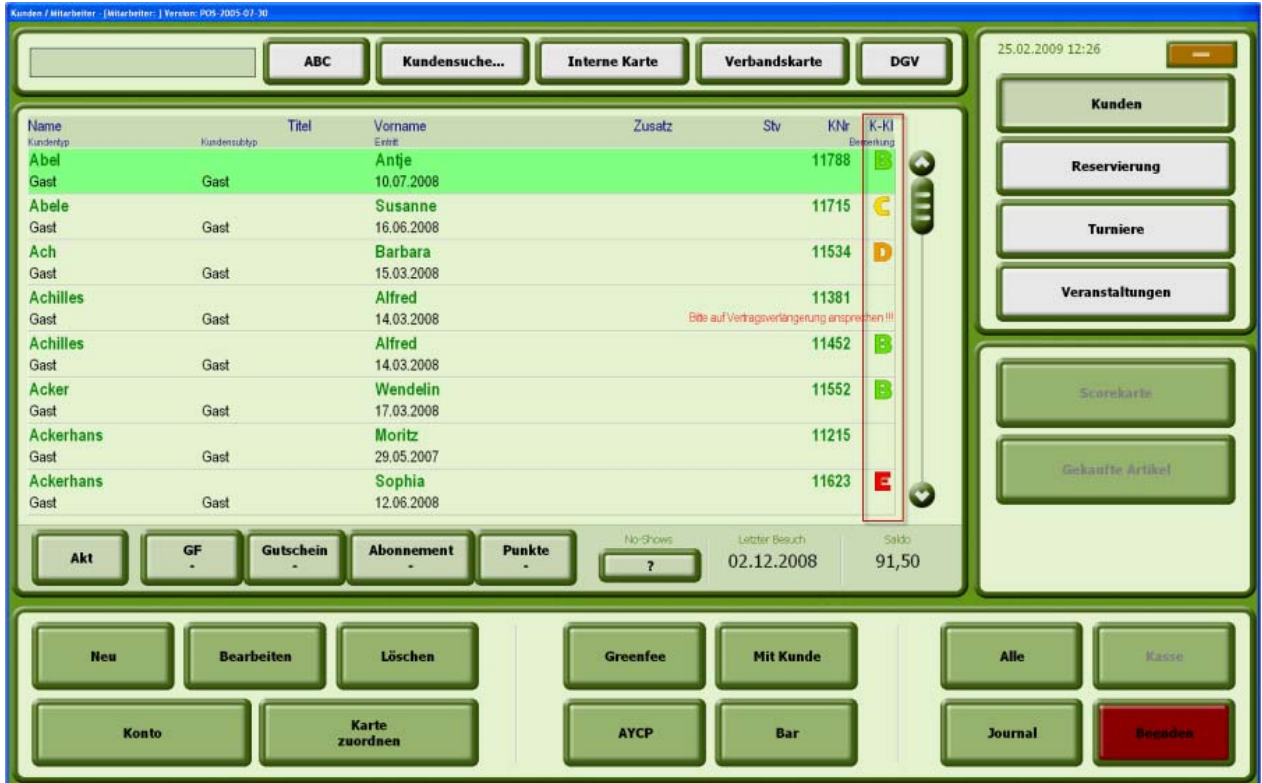 Kunden / Mitarbeiter - [Mitarbeiter: ] Version: POS-2005-07-30
ABC
Kundensuche...
Interne Karte
Verbandskarte
DGV
25.02.2009 12:26
Kunden
Reservierung
Turniere
Veranstaltungen
Name Titel Vorname Zusatz Stv KNr K-Kl
Kundentyp Kundensubtyp Eintritt Bemerkung
Abel Antje 11788 B
Gast Gast 10.07.2008
Abele Susanne 11715 C
Gast Gast 16.06.2008
Ach Barbara 11534 D
Gast Gast 15.03.2008
Achilles Alfred 11381
Gast Gast 14.03.2008 Bitte auf Vertragsverlängerung ansprechen !!!
Achilles Alfred 11452 B
Gast Gast 14.03.2008
Acker Wendelin 11552 B
Gast Gast 17.03.2008
Ackerhans Moritz 11215
Gast Gast 29.05.2007
Ackerhans Sophia 11623 E
Gast Gast 12.06.2008
Scorekarte
Gekaufte Artikel
Akt
GF
-
Gutschein
-
Abonnement
-
Punkte
-
No-Shows
?
Letzter Besuch
02.12.2008
Saldo
91,50
Neu
Bearbeiten
Löschen
Greenfee
Mit Kunde
Alle
Kasse
Konto
Karte
zuordnen
AYCP
Bar
Journal
Beenden